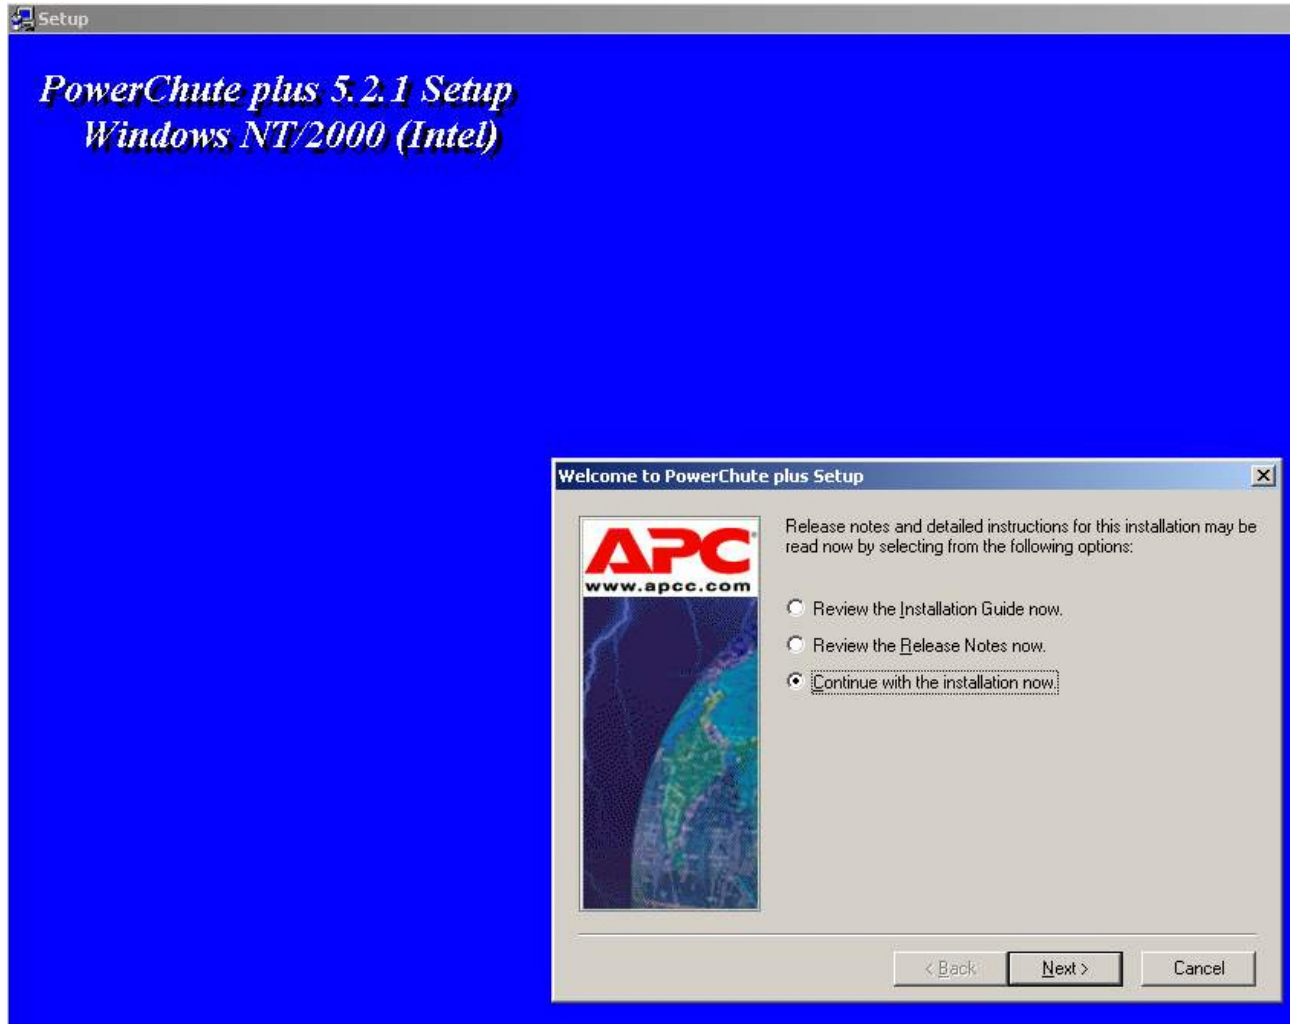 Setup
PowerChute plus 5.2.1 Setup
Windows NT/2000 (Intel)
Welcome to PowerChute plus Setup
APC
www.apcc.com
Release notes and detailed instructions for this installation may be
read now by selecting from the following options:
Review the Installation Guide now.
Review the Release Notes now.
Continue with the installation now.
< Back
Next >
Cancel